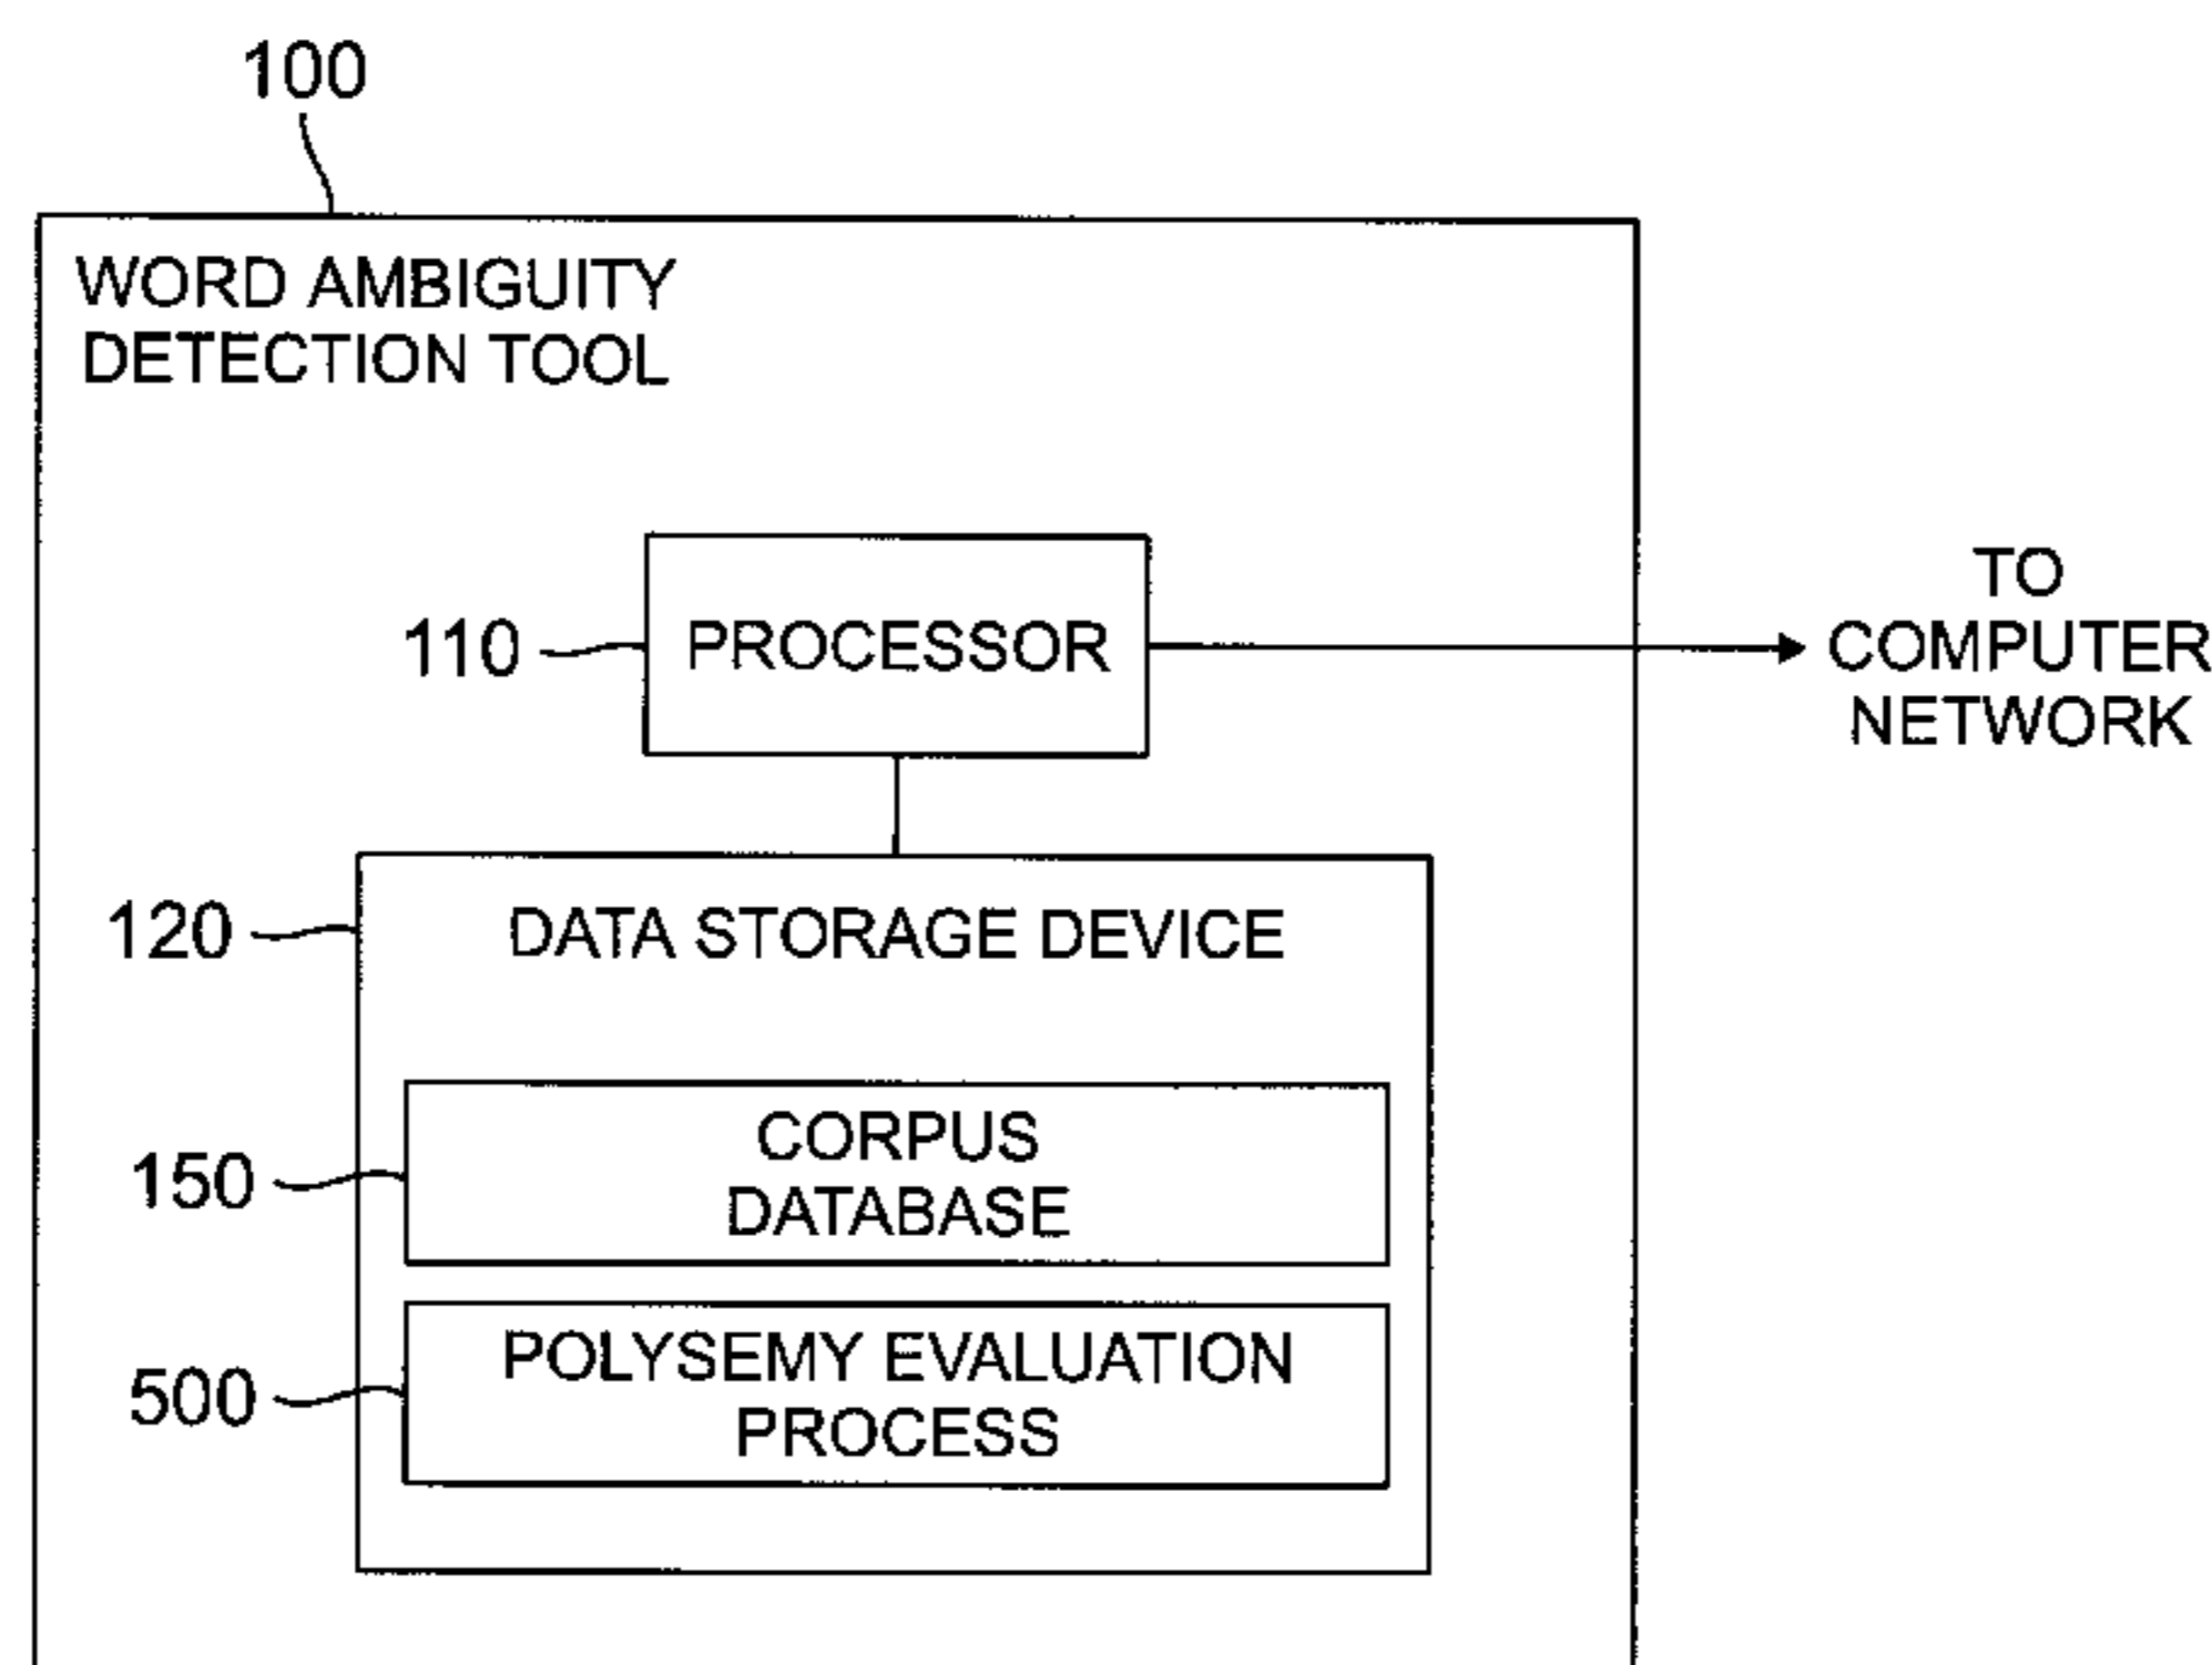 100
WORD AMBIGUITY
DETECTION TOOL
110
PROCESSOR
TO
COMPUTER
NETWORK
120
DATA STORAGE DEVICE
150
CORPUS
DATABASE
500
POLYSEMY EVALUATION
PROCESS